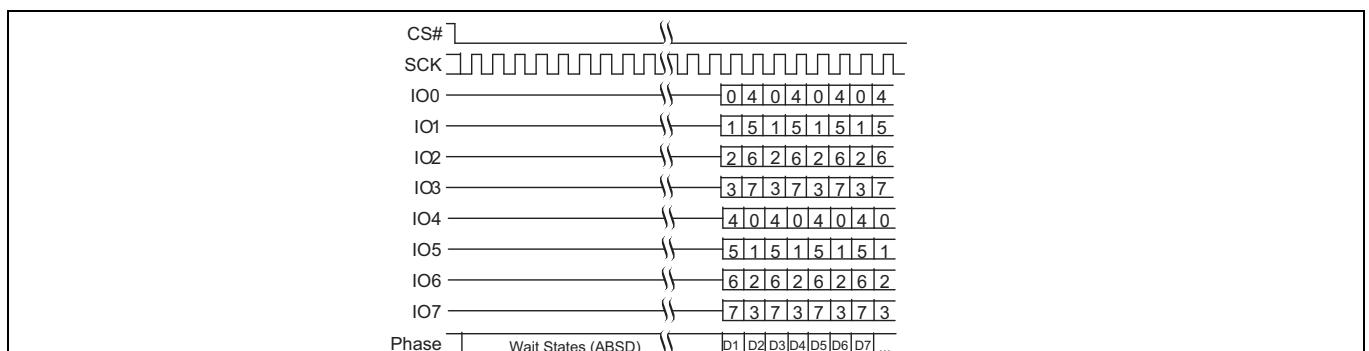 CS#
SCK
IO0 0 4 0 4 0 4 0 4
IO1 1 5 1 5 1 5 1 5
IO2 2 6 2 6 2 6 2 6
IO3 3 7 3 7 3 7 3 7
IO4 4 0 4 0 4 0 4 0
IO5 5 1 5 1 5 1 5 1
IO6 6 2 6 2 6 2 6 2
IO7 7 3 7 3 7 3 7 3
Phase Wait States (ABSD) D1 D2 D3 D4 D5 D6 D7 ...